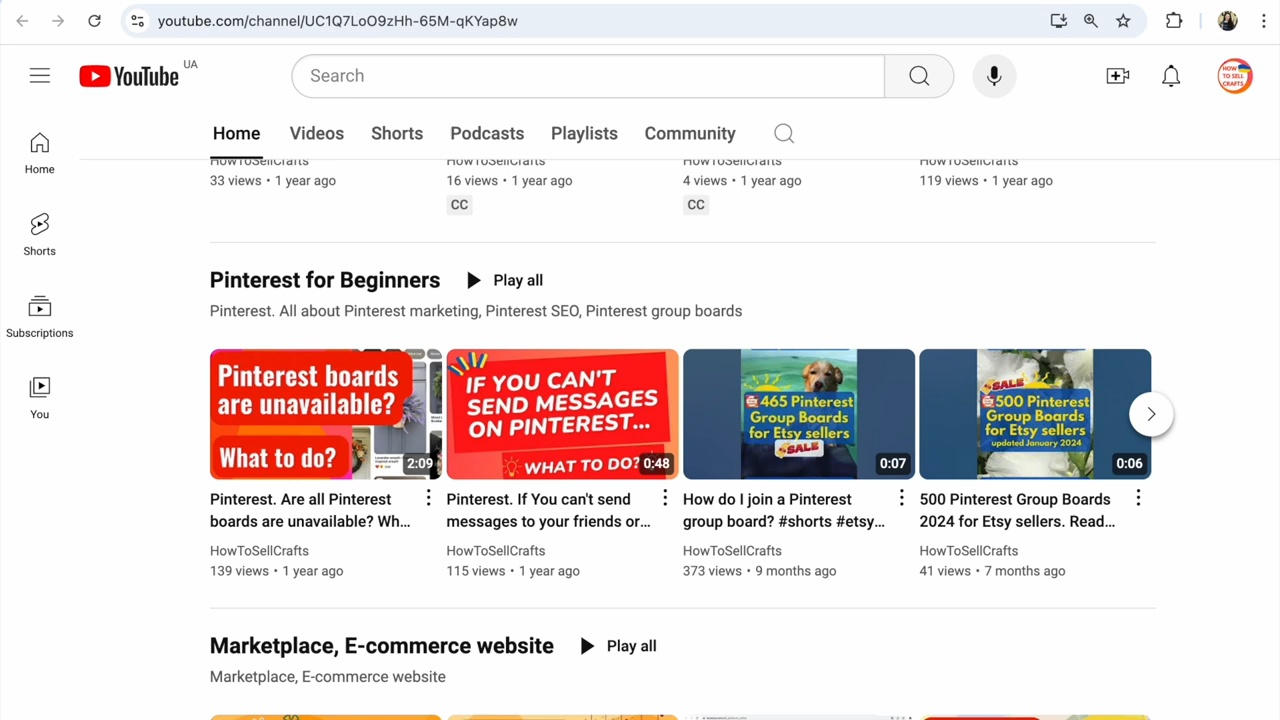 youtube.com/channel/UC1Q7LoO9zHh-65M-qKYap8w
YouTube UA
Search
HOW
TO SELL
CRAFTS
Home Videos Shorts Podcasts Playlists Community
Home
Shorts
Subscriptions
You
HowToSellCrafts HowToSellCrafts HowToSellCrafts HowToSellCrafts
33 views • 1 year ago 16 views • 1 year ago 4 views • 1 year ago 119 views • 1 year ago
CC CC
Pinterest for Beginners Play all
Pinterest. All about Pinterest marketing, Pinterest SEO, Pinterest group boards
Pinterest boards
are unavailable?
What to do?
2:09
IF YOU CAN'T
SEND MESSAGES
ON PINTEREST...
WHAT TO DO?
0:48
465 Pinterest
Group Boards
for Etsy sellers
SALE
0:07
SALE
500 Pinterest
Group Boards
for Etsy sellers
updated January 2024
0:06
Pinterest. Are all Pinterest
boards are unavailable? Wh...
HowToSellCrafts
139 views • 1 year ago
Pinterest. If You can't send
messages to your friends or...
HowToSellCrafts
115 views • 1 year ago
How do I join a Pinterest
group board? #shorts #etsy...
HowToSellCrafts
373 views • 9 months ago
500 Pinterest Group Boards
2024 for Etsy sellers. Read...
HowToSellCrafts
41 views • 7 months ago
Marketplace, E-commerce website Play all
Marketplace, E-commerce website